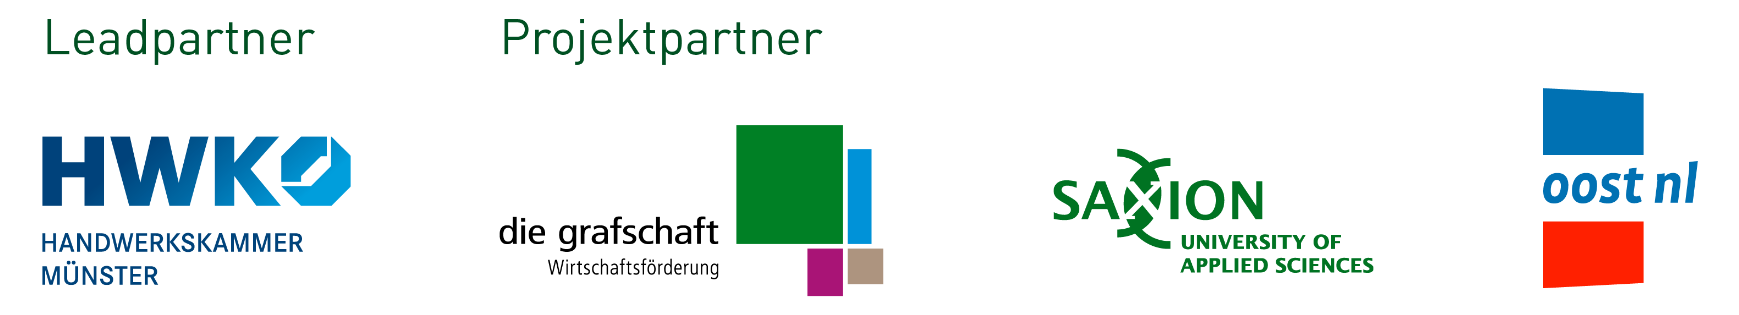 Leadpartner
Projektpartner
HWK
HANDWERKSKAMMER
MÜNSTER
die grafschaft
Wirtschaftsförderung
SAXION
UNIVERSITY OF
APPLIED SCIENCES
oost nl